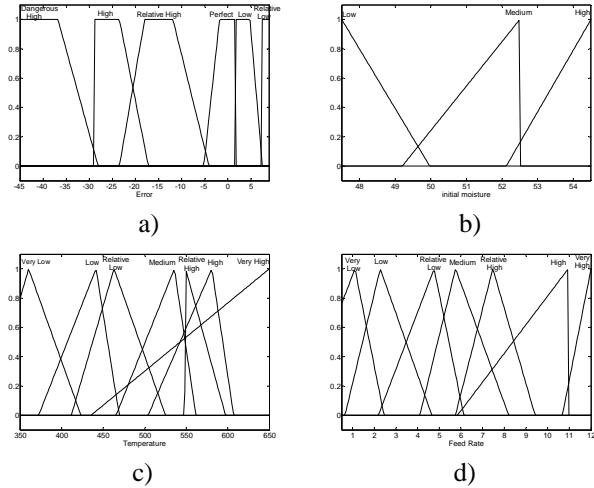 Dangerous High
High
Relative High
Perfect
Low
Relative Low
1
0.8
0.6
0.4
0.2
0
-45 -40 -35 -30 -25 -20 -15 -10 -5 0 5
Error
a)
Low
Medium
High
1
0.8
0.6
0.4
0.2
0
48 49 50 51 52 53 54
initial moisture
b)
Very Low
Low
Relative Low
Medium
Relative High
High
Very High
1
0.8
0.6
0.4
0.2
0
350 400 450 500 550 600 650
Temperature
c)
Very Low
Low
Relative Low
Medium
Relative High
High
Very High
1
0.8
0.6
0.4
0.2
0
1 2 3 4 5 6 7 8 9 10 11 12
Feed Rate
d)